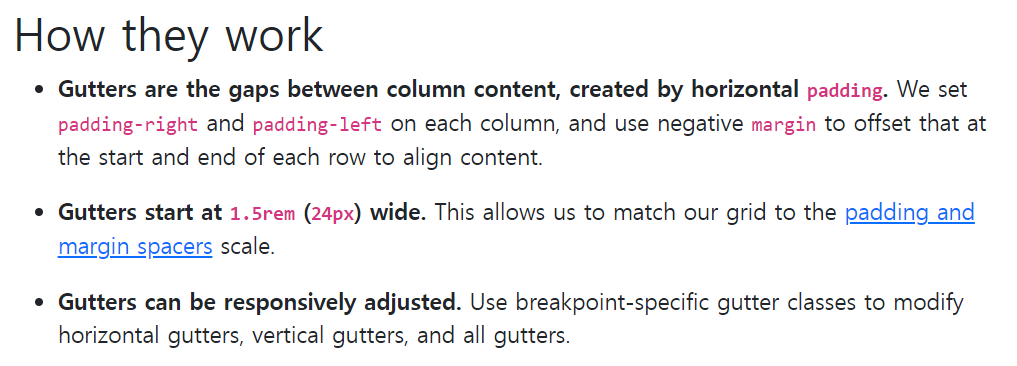 How they work
• Gutters are the gaps between column content, created by horizontal padding. We set
padding-right and padding-left on each column, and use negative margin to offset that at
the start and end of each row to align content.
• Gutters start at 1.5rem (24px) wide. This allows us to match our grid to the padding and
margin spacers scale.
• Gutters can be responsively adjusted. Use breakpoint-specific gutter classes to modify
horizontal gutters, vertical gutters, and all gutters.